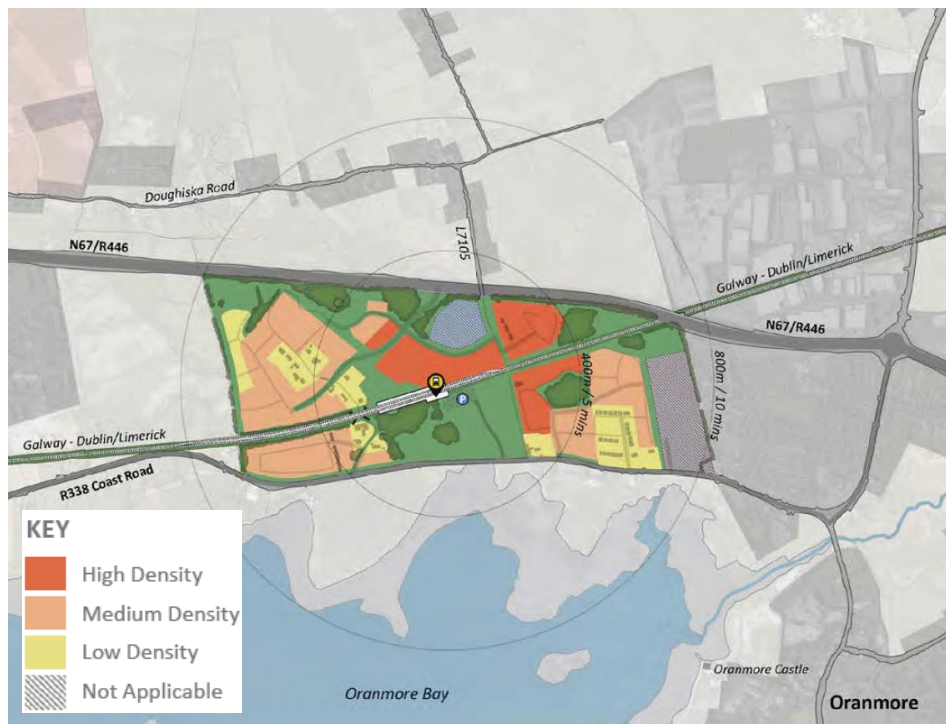 Doughiska Road
N67/R446
L7105
Galway - Dublin/Limerick
N67/R446
400m / 5 mins
800m / 10 mins
P
Galway - Dublin/Limerick
R338 Coast Road
KEY
High Density
Medium Density
Low Density
Not Applicable
Oranmore Bay
Oranmore Castle
Oranmore